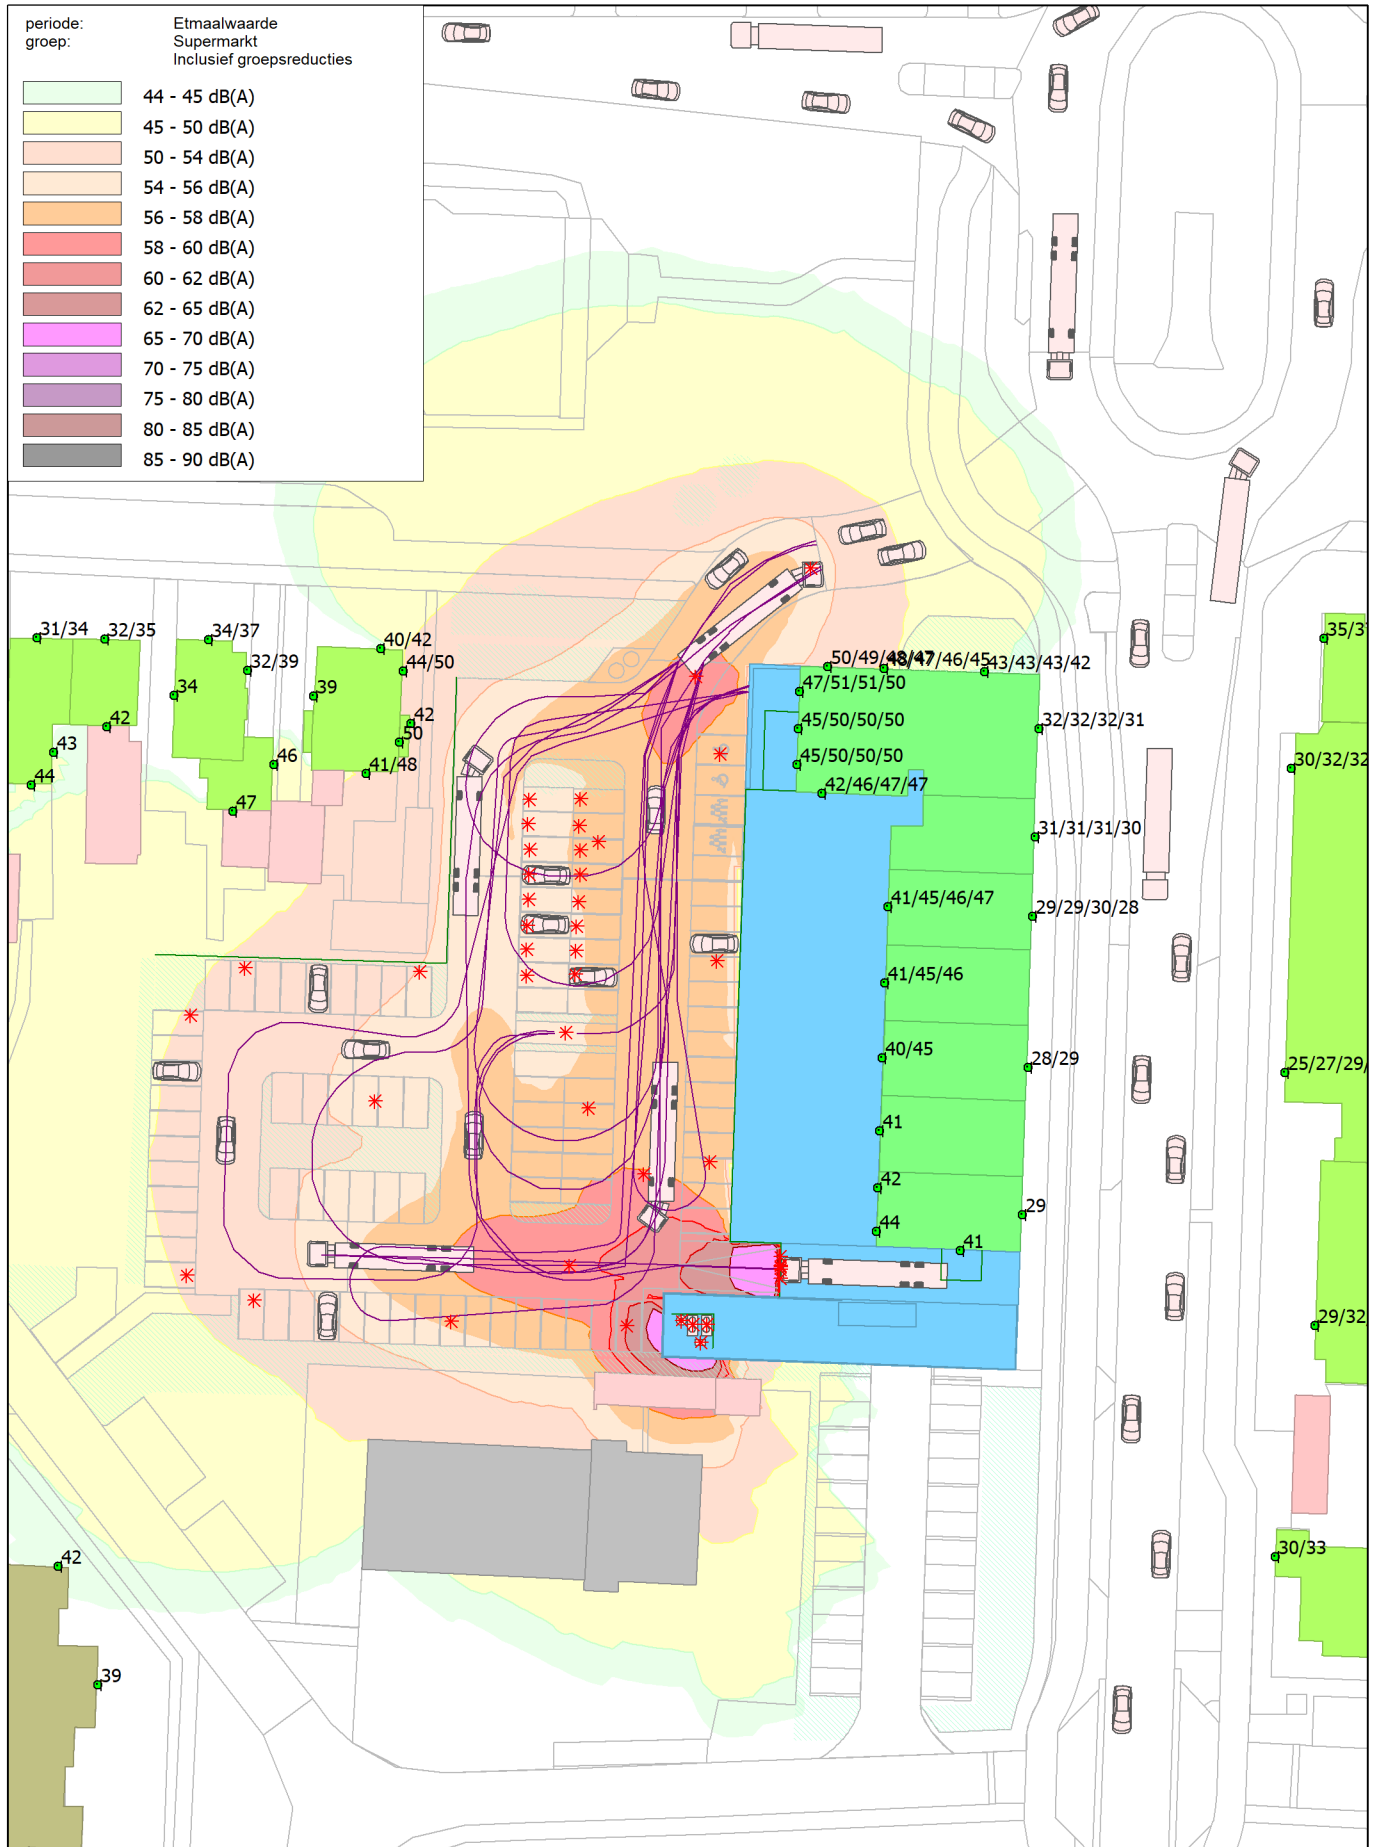 periode: Etmaalwaarde
groep: Supermarkt
Inclusief groepsreducties
44 - 45 dB(A)
45 - 50 dB(A)
50 - 54 dB(A)
54 - 56 dB(A)
56 - 58 dB(A)
58 - 60 dB(A)
60 - 62 dB(A)
62 - 65 dB(A)
65 - 70 dB(A)
70 - 75 dB(A)
75 - 80 dB(A)
80 - 85 dB(A)
85 - 90 dB(A)
31/34
32/35
34/37
40/42
32/39
44/50
34
39
42
42
50
43
46
41/48
44
47
43/43/43/42
47/51/51/50
45/50/50/50
32/32/32/31
45/50/50/50
42/46/47/47
31/31/31/30
41/45/46/47
29/29/30/28
41/45/46
40/45
28/29
41
42
29
44
41
30/32/32
25/27/29/
29/32/
30/33
42
39